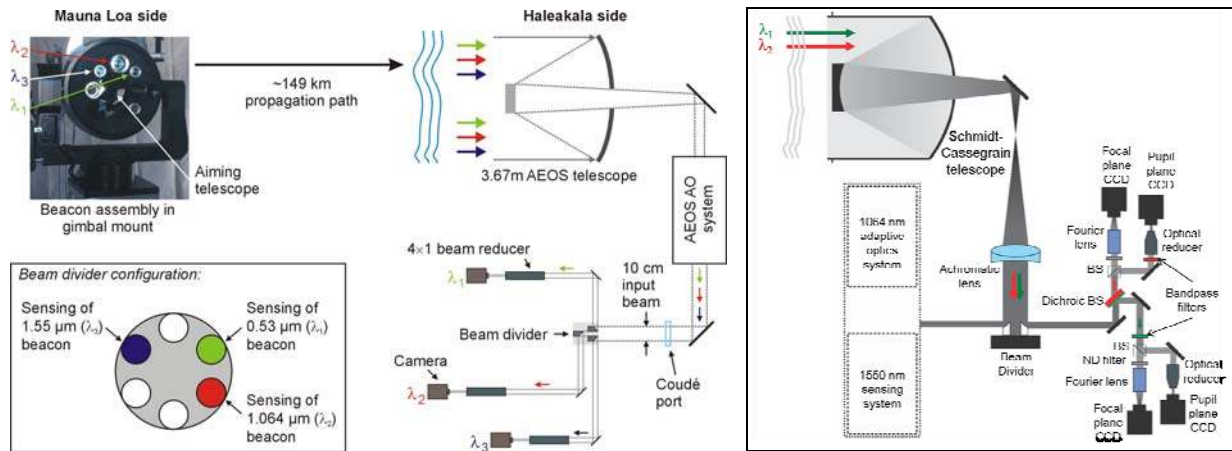 Mauna Loa side
Haleakala side
λ2
λ3
λ1
~149 km
propagation path
Aiming
telescope
Beacon assembly in
gimbal mount
3.67m AEOS telescope
AEOS AO
system
4×1 beam reducer
λ1
10 cm
input
beam
Beam divider
Camera
λ2
Coudé
port
λ3
Beam divider configuration:
Sensing of
1.55 μm (λ3)
beacon
Sensing of
0.53 μm (λ1)
beacon
Sensing of
1.064 μm (λ2)
beacon
λ1
λ2
Schmidt-
Cassegrain
telescope
Focal
plane
CCD
Pupil
plane
CCD
1064 nm
adaptive
optics
system
Fourier
lens
Optical
reducer
BS
Achromatic
lens
Dichroic BS
Bandpass
filters
BS
ND filter
Beam
Divider
1550 nm
sensing
system
Fourier lens
Optical
reducer
Focal
plane
CCD
Pupil
plane
CCD